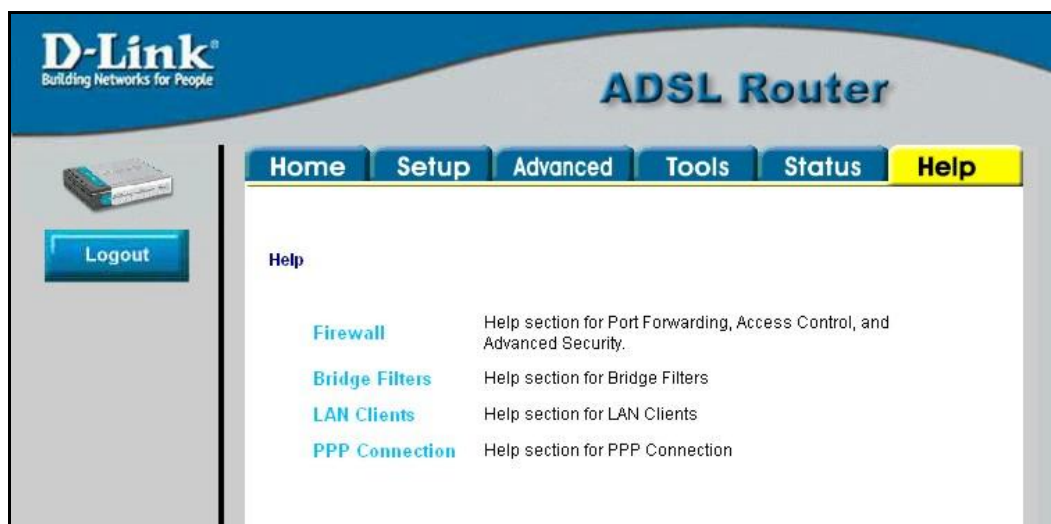 D-Link®
Building Networks for People
ADSL Router
Home Setup Advanced Tools Status Help
Logout
Help
Firewall Help section for Port Forwarding, Access Control, and
Advanced Security.
Bridge Filters Help section for Bridge Filters
LAN Clients Help section for LAN Clients
PPP Connection Help section for PPP Connection